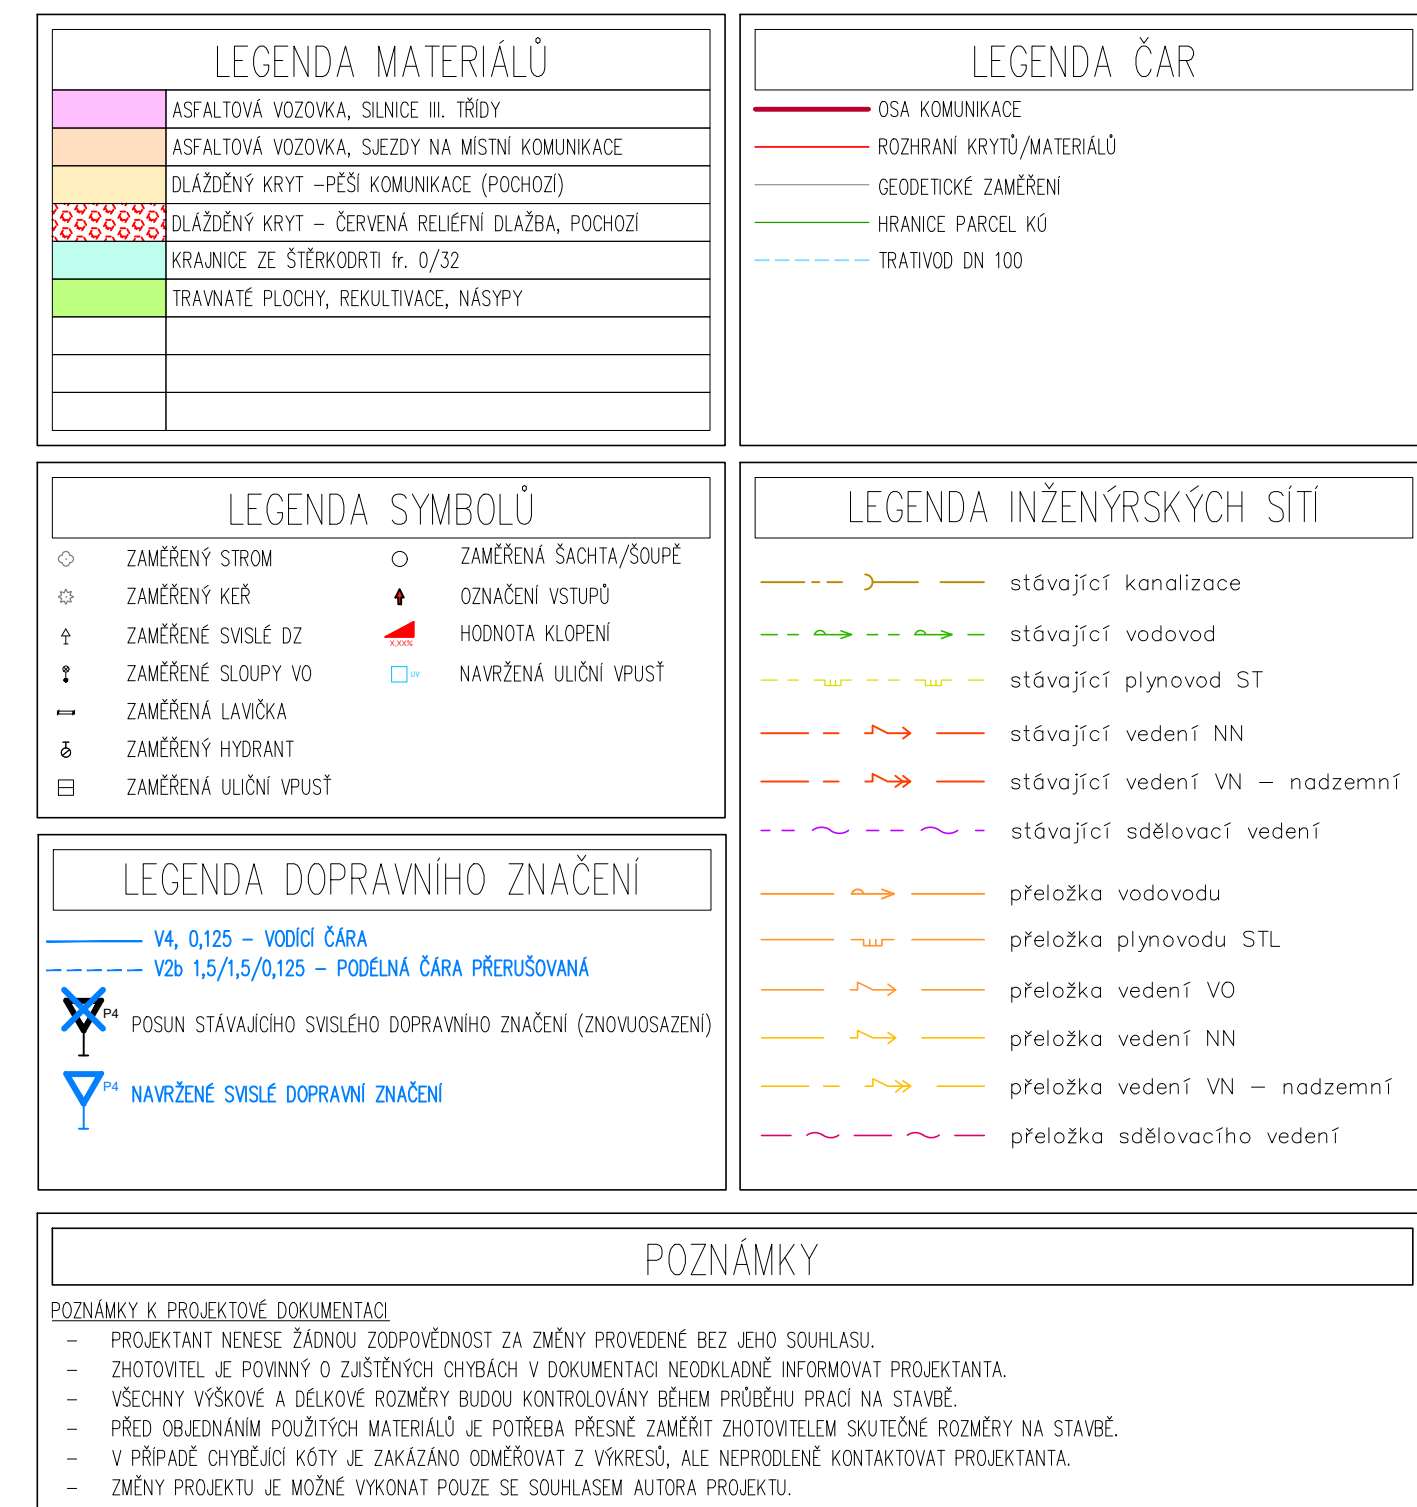 LEGENDA MATERIÁLŮ
ASFALTOVÁ VOZOVKA, SILNICE III. TŘÍDY
ASFALTOVÁ VOZOVKA, SJEZDY NA MÍSTNÍ KOMUNIKACE
DLÁŽDĚNÝ KRYT –PĚŠÍ KOMUNIKACE (POCHOZÍ)
DLÁŽDĚNÝ KRYT – ČERVENÁ RELIÉFNÍ DLAŽBA, POCHOZÍ
KRAJNICE ZE ŠTĚRKODRTI fr. 0/32
TRAVNATÉ PLOCHY, REKULTIVACE, NÁSYPY
LEGENDA ČAR
OSA KOMUNIKACE
ROZHRANÍ KRYTŮ/MATERIÁLŮ
GEODETICKÉ ZAMĚŘENÍ
HRANICE PARCEL KÚ
TRATIVOD DN 100
LEGENDA SYMBOLŮ
ZAMĚŘENÝ STROM
ZAMĚŘENÝ KEŘ
ZAMĚŘENÉ SVISLÉ DZ
ZAMĚŘENÉ SLOUPY VO
ZAMĚŘENÁ LAVIČKA
ZAMĚŘENÝ HYDRANT
ZAMĚŘENÁ ULIČNÍ VPUSŤ
ZAMĚŘENÁ ŠACHTA/ŠOUPĚ
OZNAČENÍ VSTUPŮ
X,XX%
HODNOTA KLOPENÍ
UV
NAVRŽENÁ ULIČNÍ VPUSŤ
LEGENDA INŽENÝRSKÝCH SÍTÍ
stávající kanalizace
stávající vodovod
stávající plynovod ST
stávající vedení NN
stávající vedení VN – nadzemní
stávající sdělovací vedení
přeložka vodovodu
přeložka plynovodu STL
přeložka vedení VO
přeložka vedení NN
přeložka vedení VN – nadzemní
přeložka sdělovacího vedení
LEGENDA DOPRAVNÍHO ZNAČENÍ
V4, 0,125 – VODÍCÍ ČÁRA
V2b 1,5/1,5/0,125 – PODÉLNÁ ČÁRA PŘERUŠOVANÁ
P4
POSUN STÁVAJÍCÍHO SVISLÉHO DOPRAVNÍHO ZNAČENÍ (ZNOVUOSAZENÍ)
P4
NAVRŽENÉ SVISLÉ DOPRAVNÍ ZNAČENÍ
POZNÁMKY
POZNÁMKY K PROJEKTOVÉ DOKUMENTACI
– PROJEKTANT NENESE ŽÁDNOU ZODPOVĚDNOST ZA ZMĚNY PROVEDENÉ BEZ JEHO SOUHLASU.
– ZHOTOVITEL JE POVINNÝ O ZJIŠTĚNÝCH CHYBÁCH V DOKUMENTACI NEODKLADNĚ INFORMOVAT PROJEKTANTA.
– VŠECHNY VÝŠKOVÉ A DÉLKOVÉ ROZMĚRY BUDOU KONTROLOVÁNY BĚHEM PRŮBĚHU PRACÍ NA STAVBĚ.
– PŘED OBJEDNÁNÍM POUŽITÝCH MATERIÁLŮ JE POTŘEBA PŘESNĚ ZAMĚŘIT ZHOTOVITELEM SKUTEČNÉ ROZMĚRY NA STAVBĚ.
– V PŘÍPADĚ CHYBĚJÍCÍ KÓTY JE ZAKÁZÁNO ODMĚŘOVAT Z VÝKRESŮ, ALE NEPRODLENĚ KONTAKTOVAT PROJEKTANTA.
– ZMĚNY PROJEKTU JE MOŽNÉ VYKONAT POUZE SE SOUHLASEM AUTORA PROJEKTU.